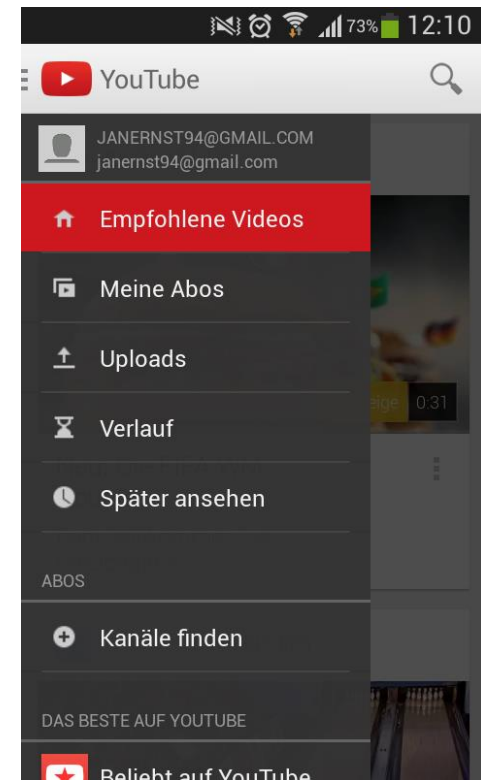 73% 12:10
YouTube
JANERNST94@GMAIL.COM
janernst94@gmail.com
Empfohlene Videos
Meine Abos
eige 0:31
Uploads
Verlauf
Später ansehen
ABOS
Kanäle finden
DAS BESTE AUF YOUTUBE
Beliebt auf YouTube